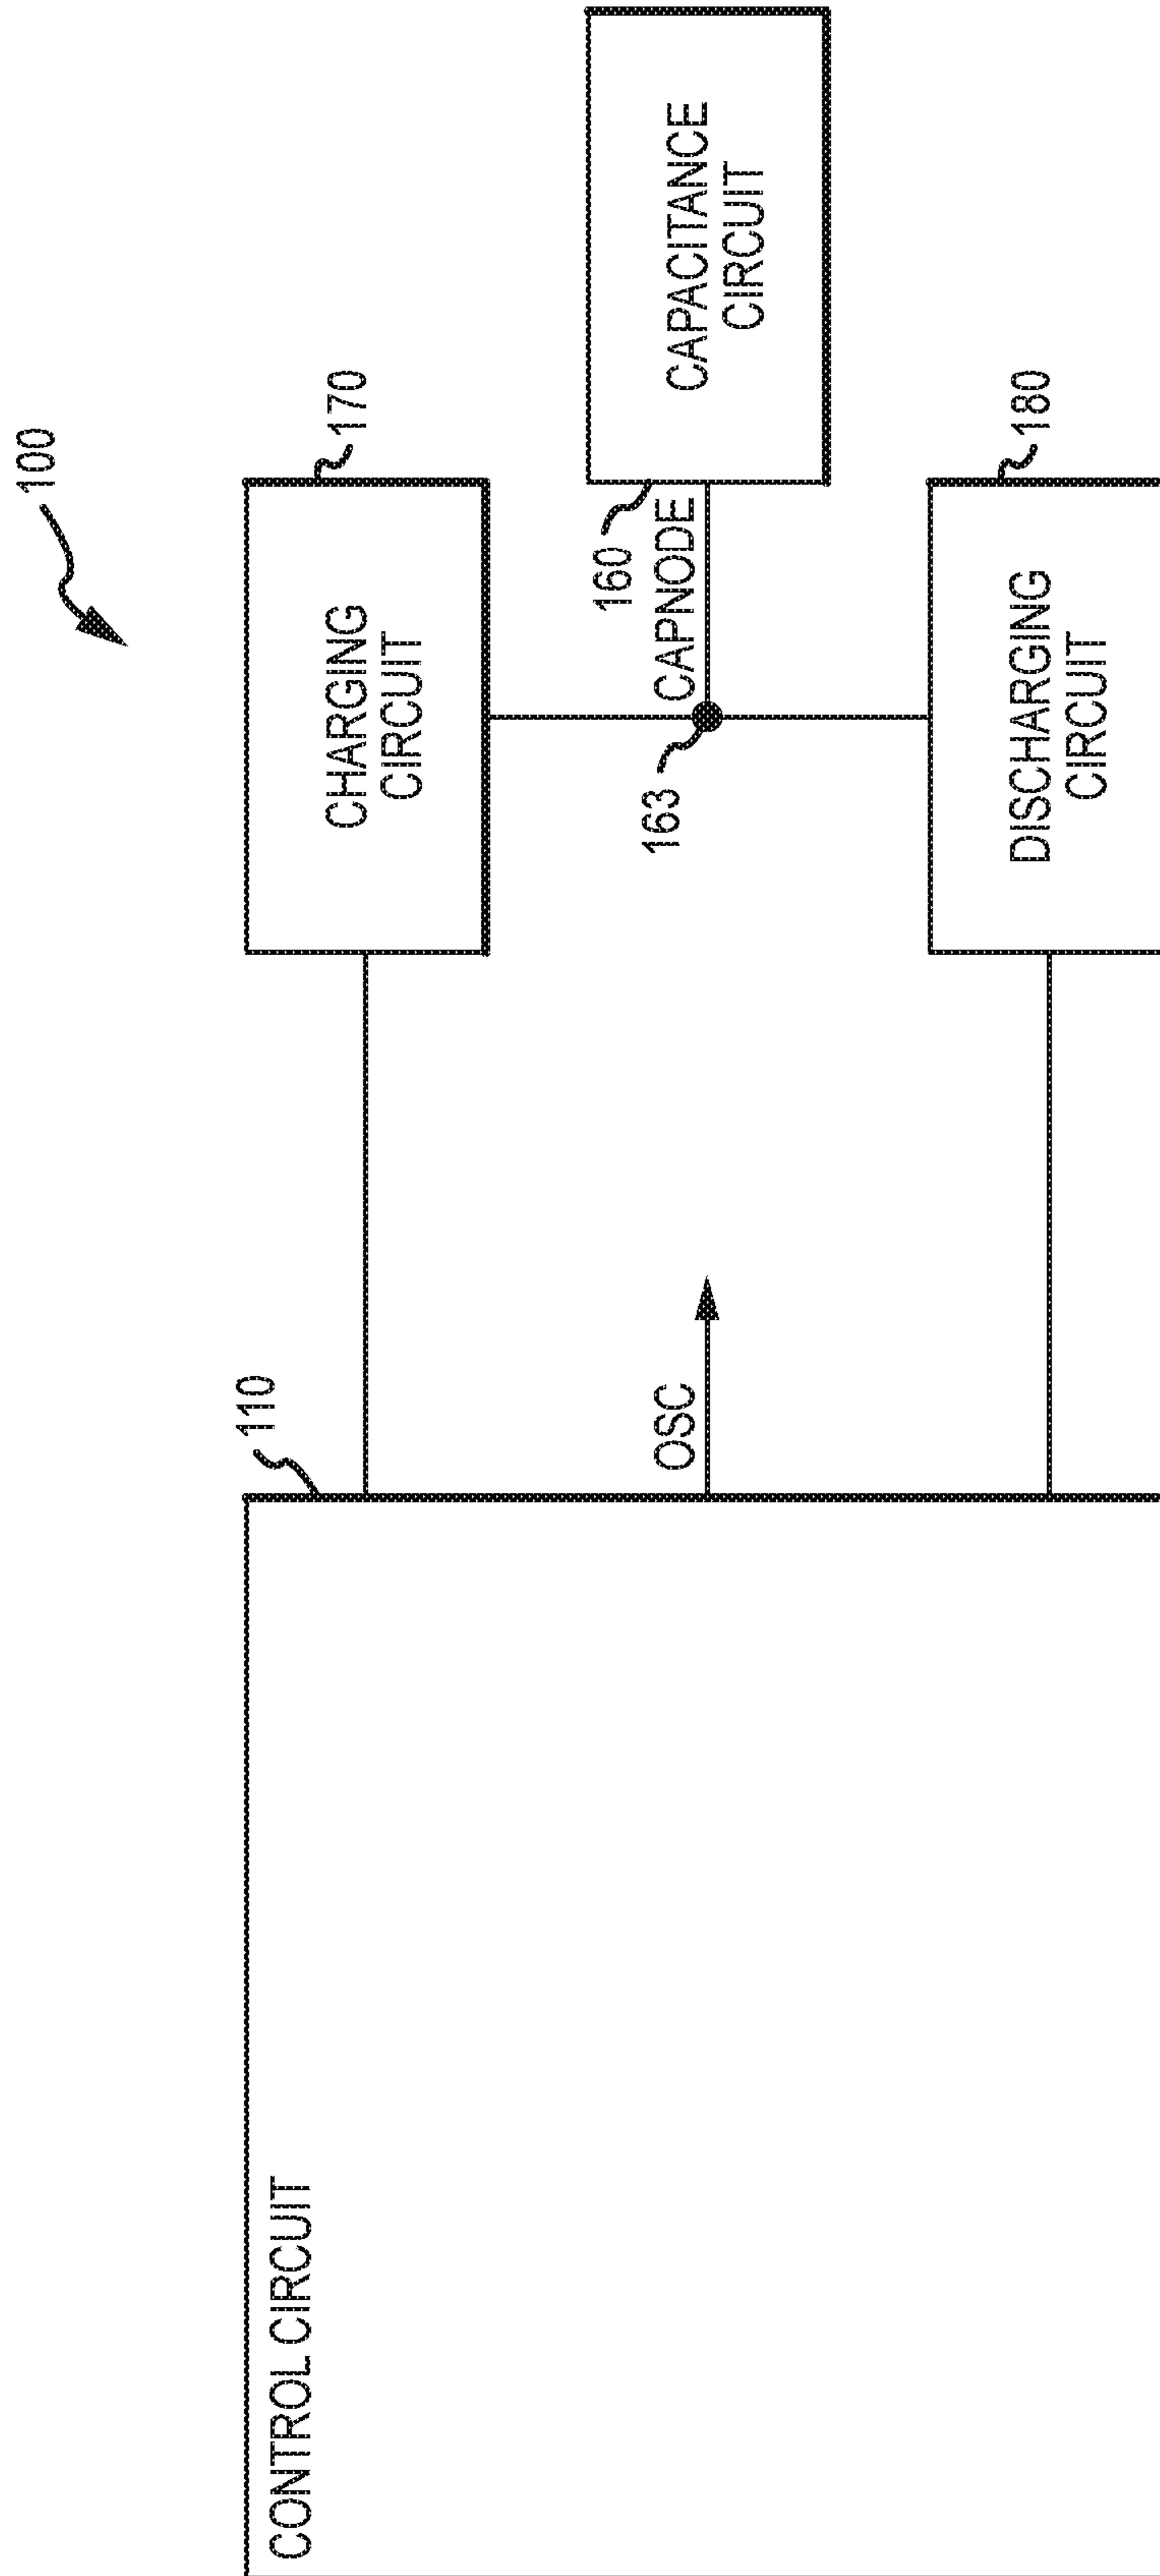 100
CONTROL CIRCUIT
110
CHARGING
CIRCUIT
170
OSC
163
160
CAPNODE
CAPACITANCE
CIRCUIT
DISCHARGING
CIRCUIT
180